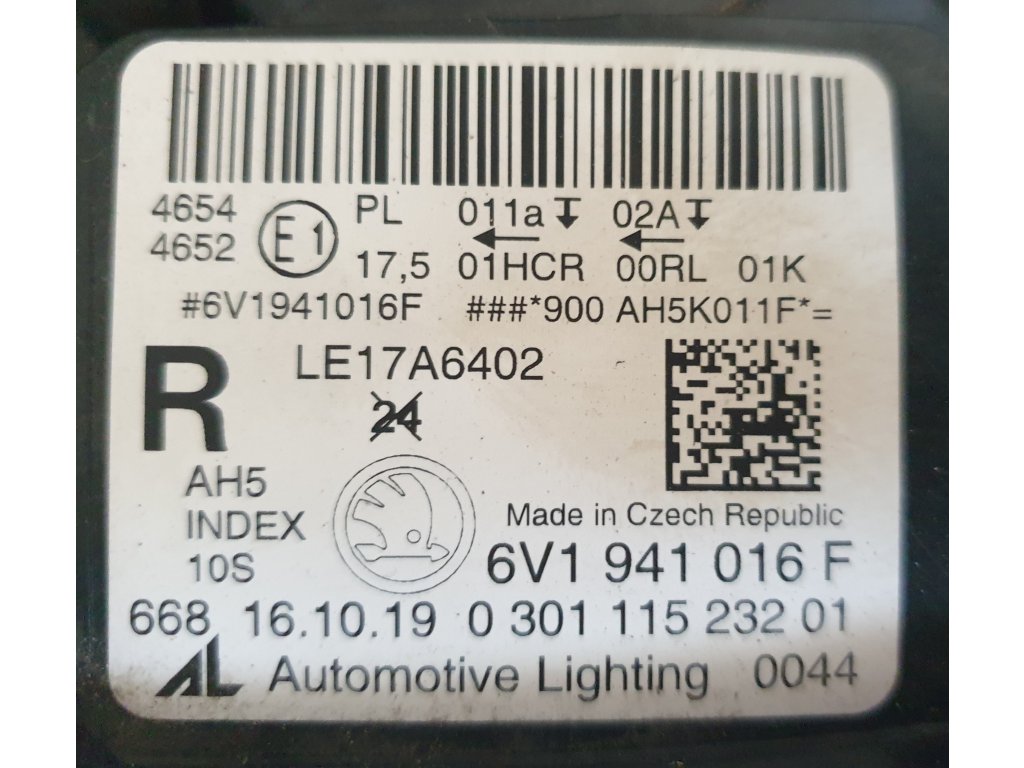 4654 E1 PL 011a 02A
4652 17,5 01HCR 00RL 01K
#6V1941016F ###*900 AH5K011F*=
R LE17A6402
24
AH5
INDEX Made in Czech Republic
10S 6V1 941 016 F
668 16.10.19 0 301 115 232 01
AL Automotive Lighting 0044